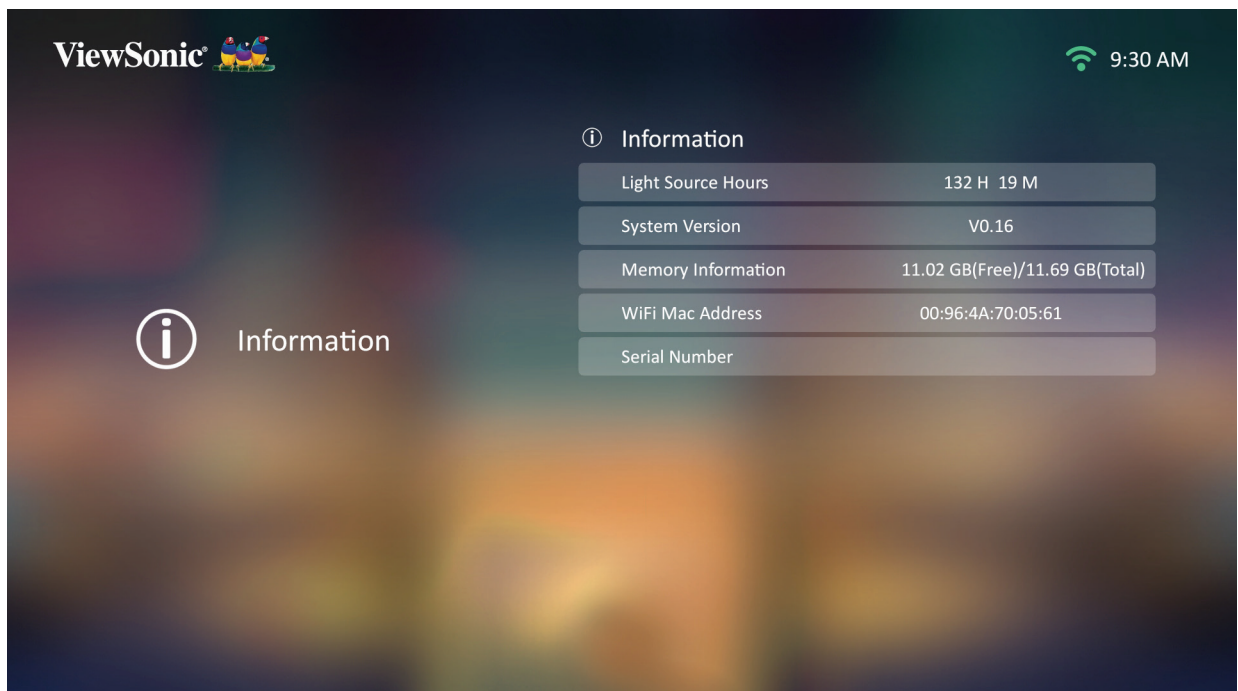 ViewSonic®
9:30 AM
Information
Light Source Hours 132 H 19 M
System Version V0.16
Memory Information 11.02 GB(Free)/11.69 GB(Total)
WiFi Mac Address 00:96:4A:70:05:61
Serial Number
Information